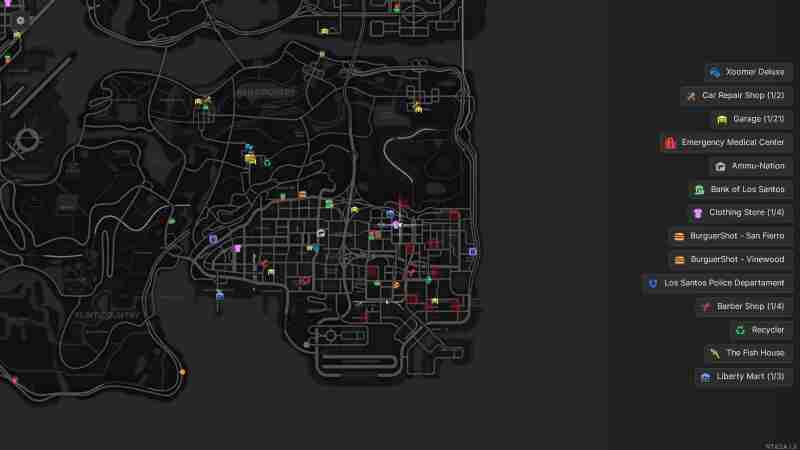 Xoomer Deluxe
Car Repair Shop (1/2)
Garage (1/21)
Emergency Medical Center
Ammu-Nation
Bank of Los Santos
Clothing Store (1/4)
BurguerShot - San Fierro
BurguerShot - Vinewood
Los Santos Police Departament
Barber Shop (1/4)
Recycler
The Fish House
Liberty Mart (1/3)
FLINT COUNTY